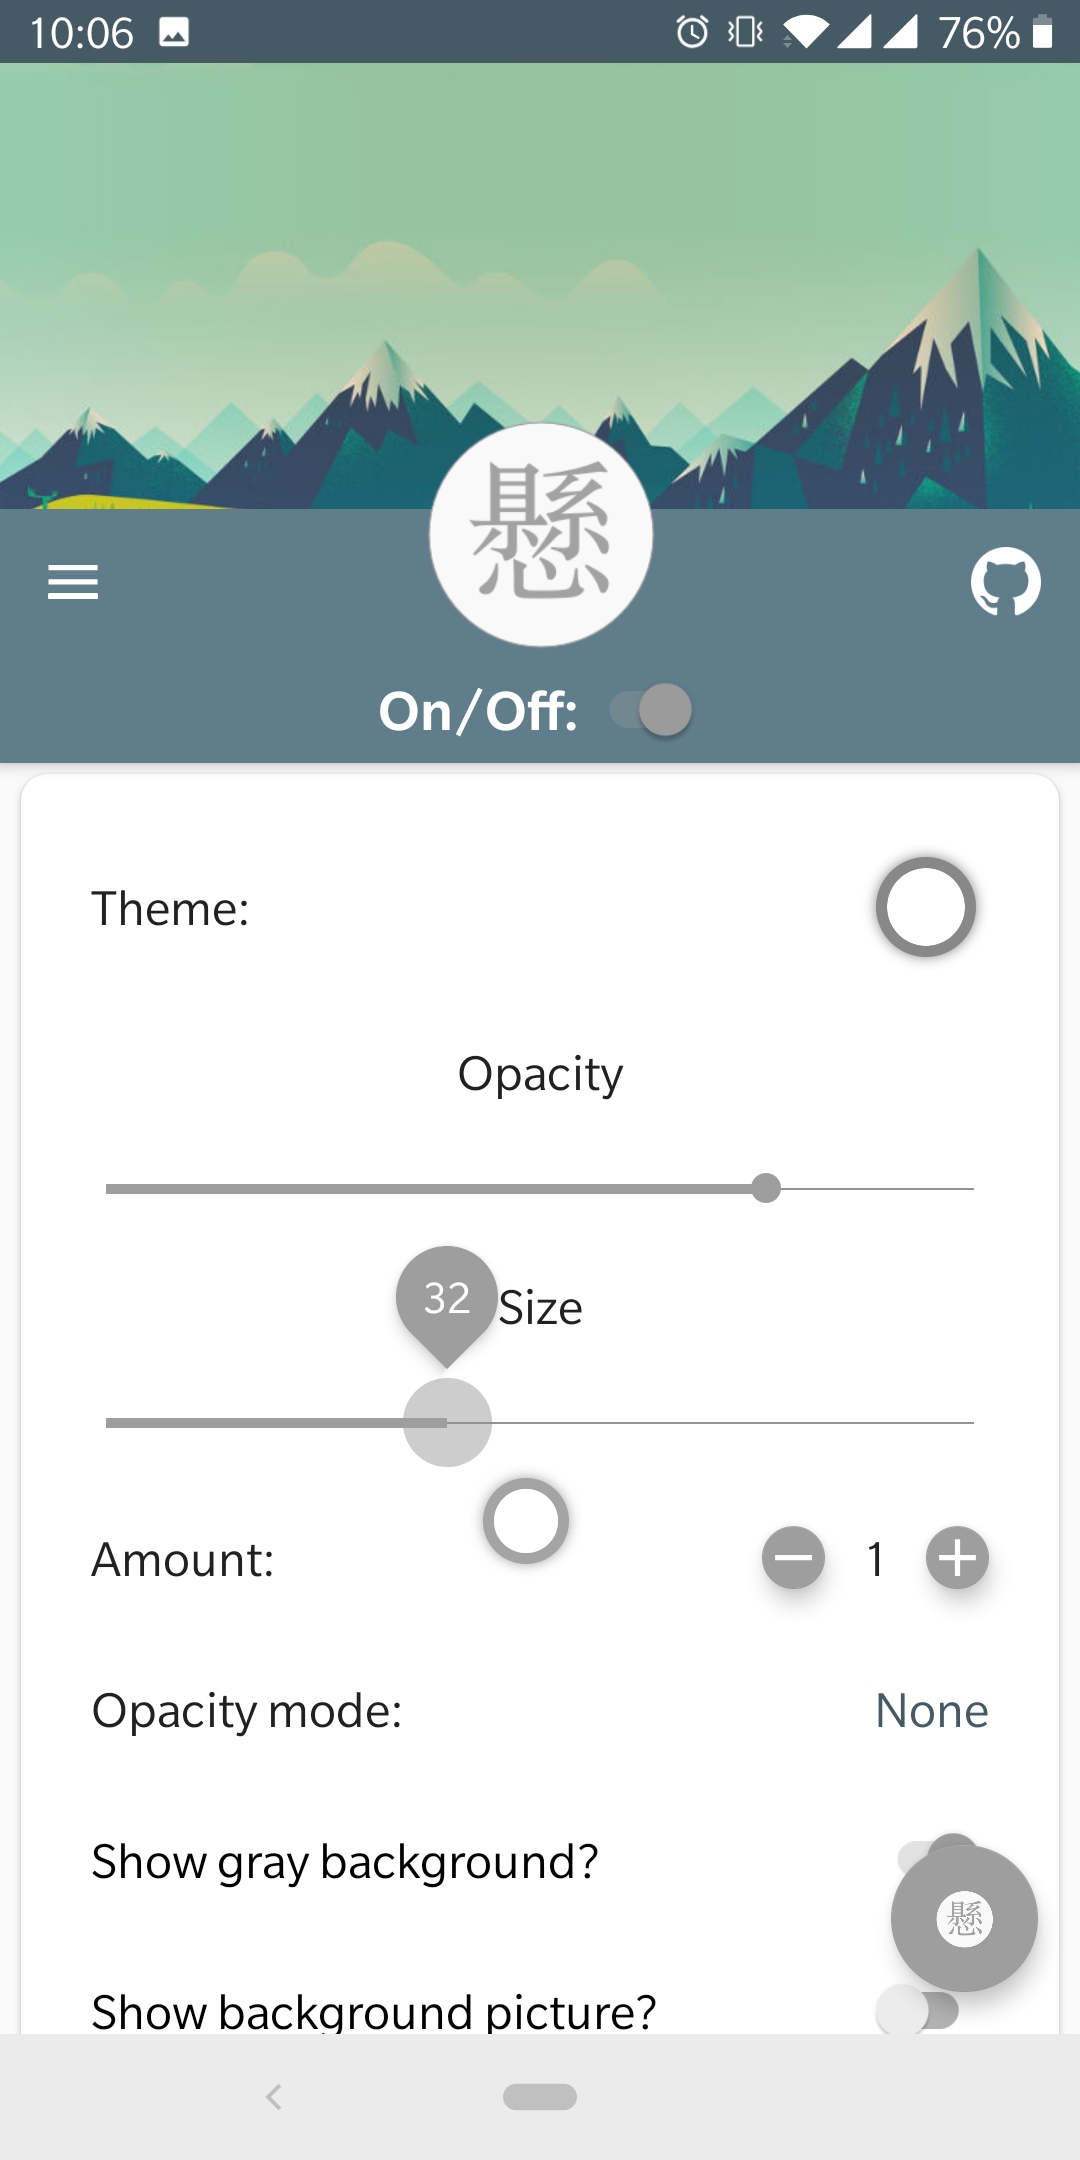 10:06 76%
懸
On/Off:
Theme:
Opacity
32 Size
Amount: 1
Opacity mode: None
Show gray background?
懸
Show background picture?